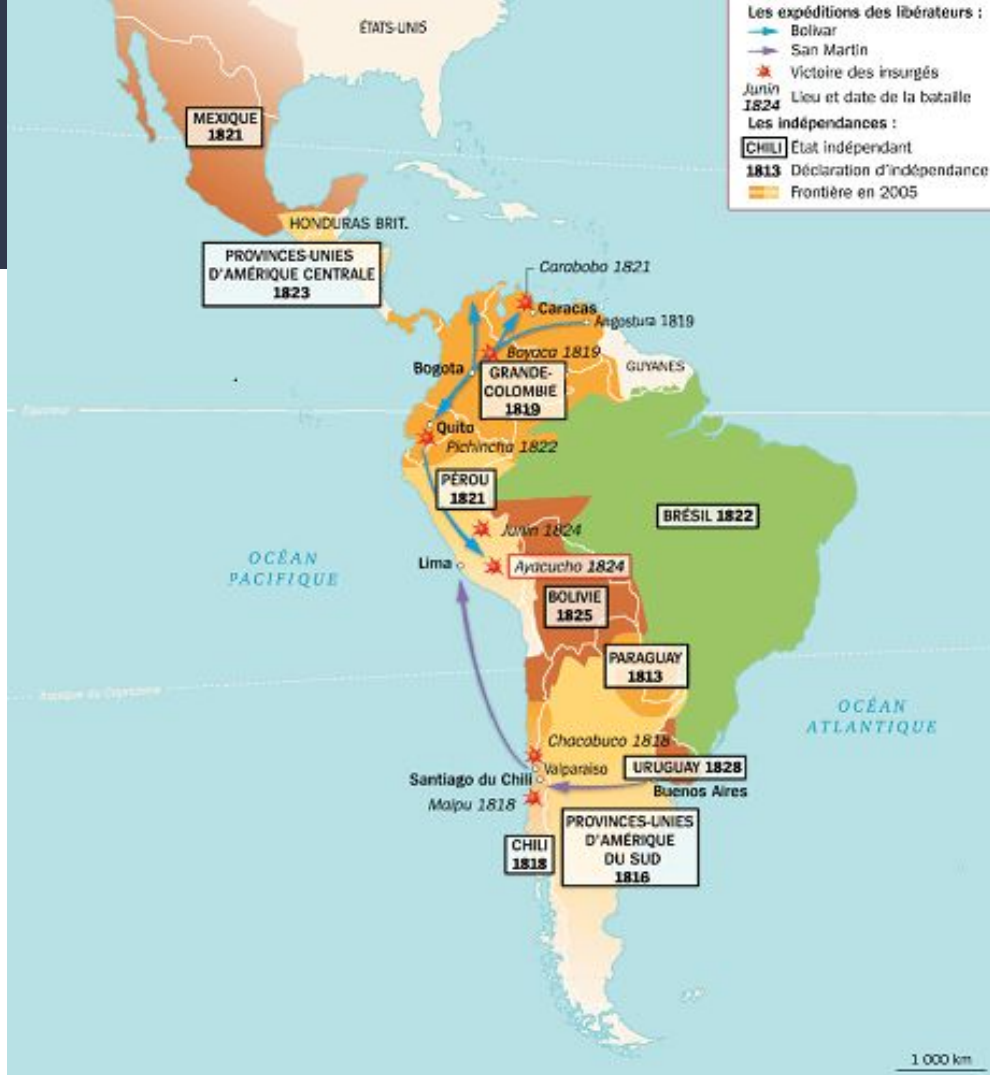 Les expéditions des libérateurs :
Bolivar
San Martin
Victoire des insurgés
Junin
1824
Lieu et date de la bataille
Les indépendances :
CHILI État indépendant
1813 Déclaration d'indépendance
Frontière en 2005
ÉTATS-UNIS
MEXIQUE
1821
HONDURAS BRIT.
PROVINCES-UNIES
D'AMÉRIQUE CENTRALE
1823
Carabobo 1821
Caracas
Angostura 1819
Boyaca 1819
Bogota
GUYANES
GRANDE-
COLOMBIE
1819
Équateur
Quito
Pichincha 1822
PÉROU
1821
BRÉSIL 1822
Junin 1824
OCÉAN
PACIFIQUE
Lima
Ayacucho 1824
BOLIVIE
1825
PARAGUAY
1813
Tropique du Capricorne
OCÉAN
ATLANTIQUE
Chacabuco 1818
Valparaiso
URUGUAY 1828
Santiago du Chili
Buenos Aires
Maipu 1818
PROVINCES-UNIES
D'AMÉRIQUE
DU SUD
1816
CHILI
1818
1 000 km